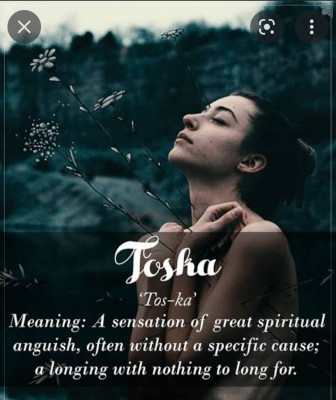 Toska
‘Tos-ka’
Meaning: A sensation of great spiritual
anguish, often without a specific cause;
a longing with nothing to long for.